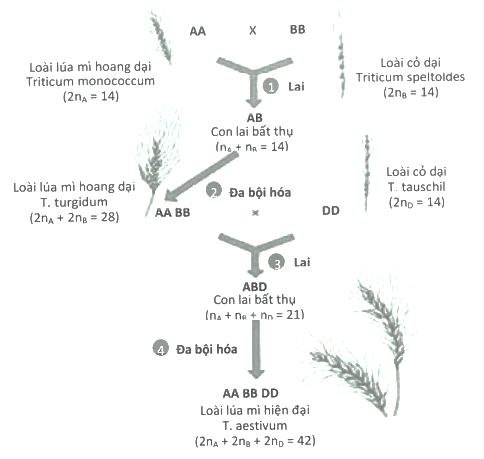 AA X BB
Loài lúa mì hoang dại
Triticum monococcum
(2nA = 14)
Loài cỏ dại
Triticum speltoldes
(2nB = 14)
1 Lai
AB
Con lai bất thụ
(nA + nB = 14)
Loài lúa mì hoang dại
T. turgidum
(2nA + 2nB = 28)
2 Đa bội hóa
Loài cỏ dại
T. tauschil
(2nD = 14)
AA BB × DD
3 Lai
ABD
Con lai bất thụ
(nA + nB + nD = 21)
4 Đa bội hóa
AA BB DD
Loài lúa mì hiện đại
T. aestivum
(2nA + 2nB + 2nD = 42)